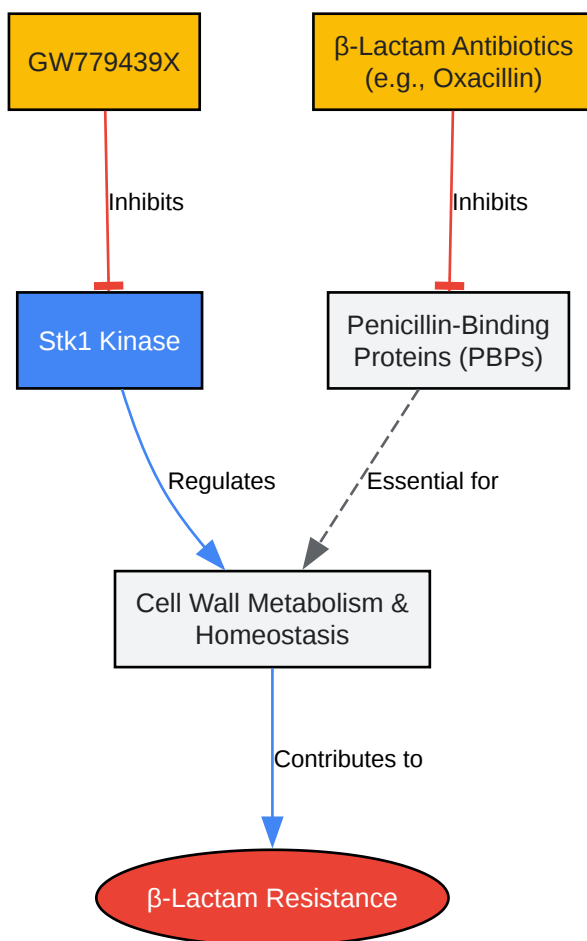 GW779439X
β-Lactam Antibiotics
(e.g., Oxacillin)
Inhibits
Inhibits
Stk1 Kinase
Penicillin-Binding
Proteins (PBPs)
Regulates
Essential for
Cell Wall Metabolism &
Homeostasis
Contributes to
β-Lactam Resistance